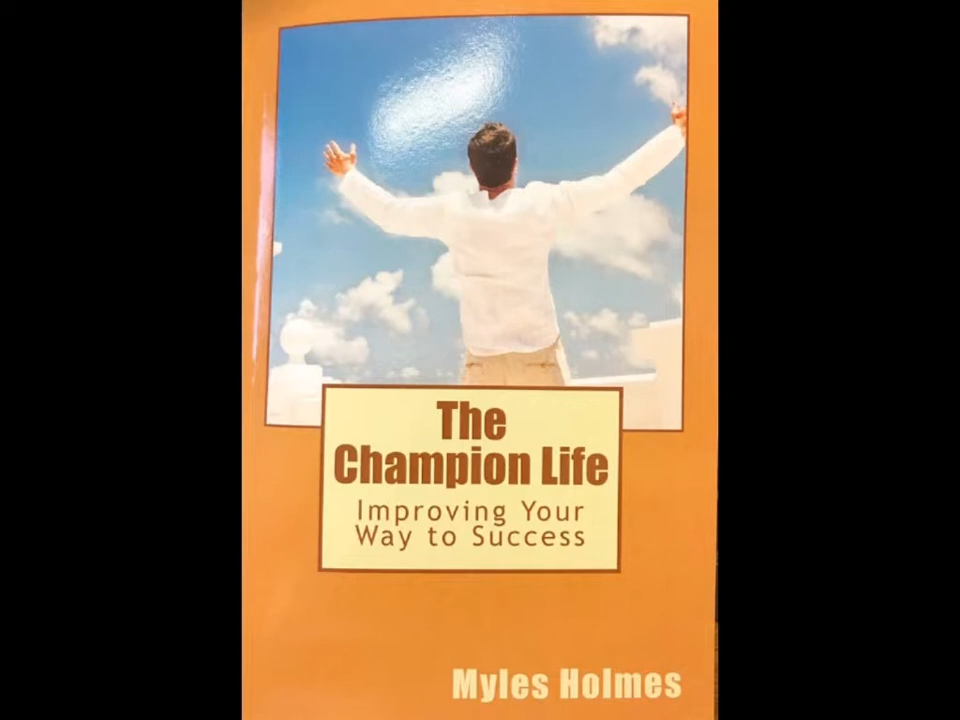 The
Champion Life
Improving Your
Way to Success
Myles Holmes